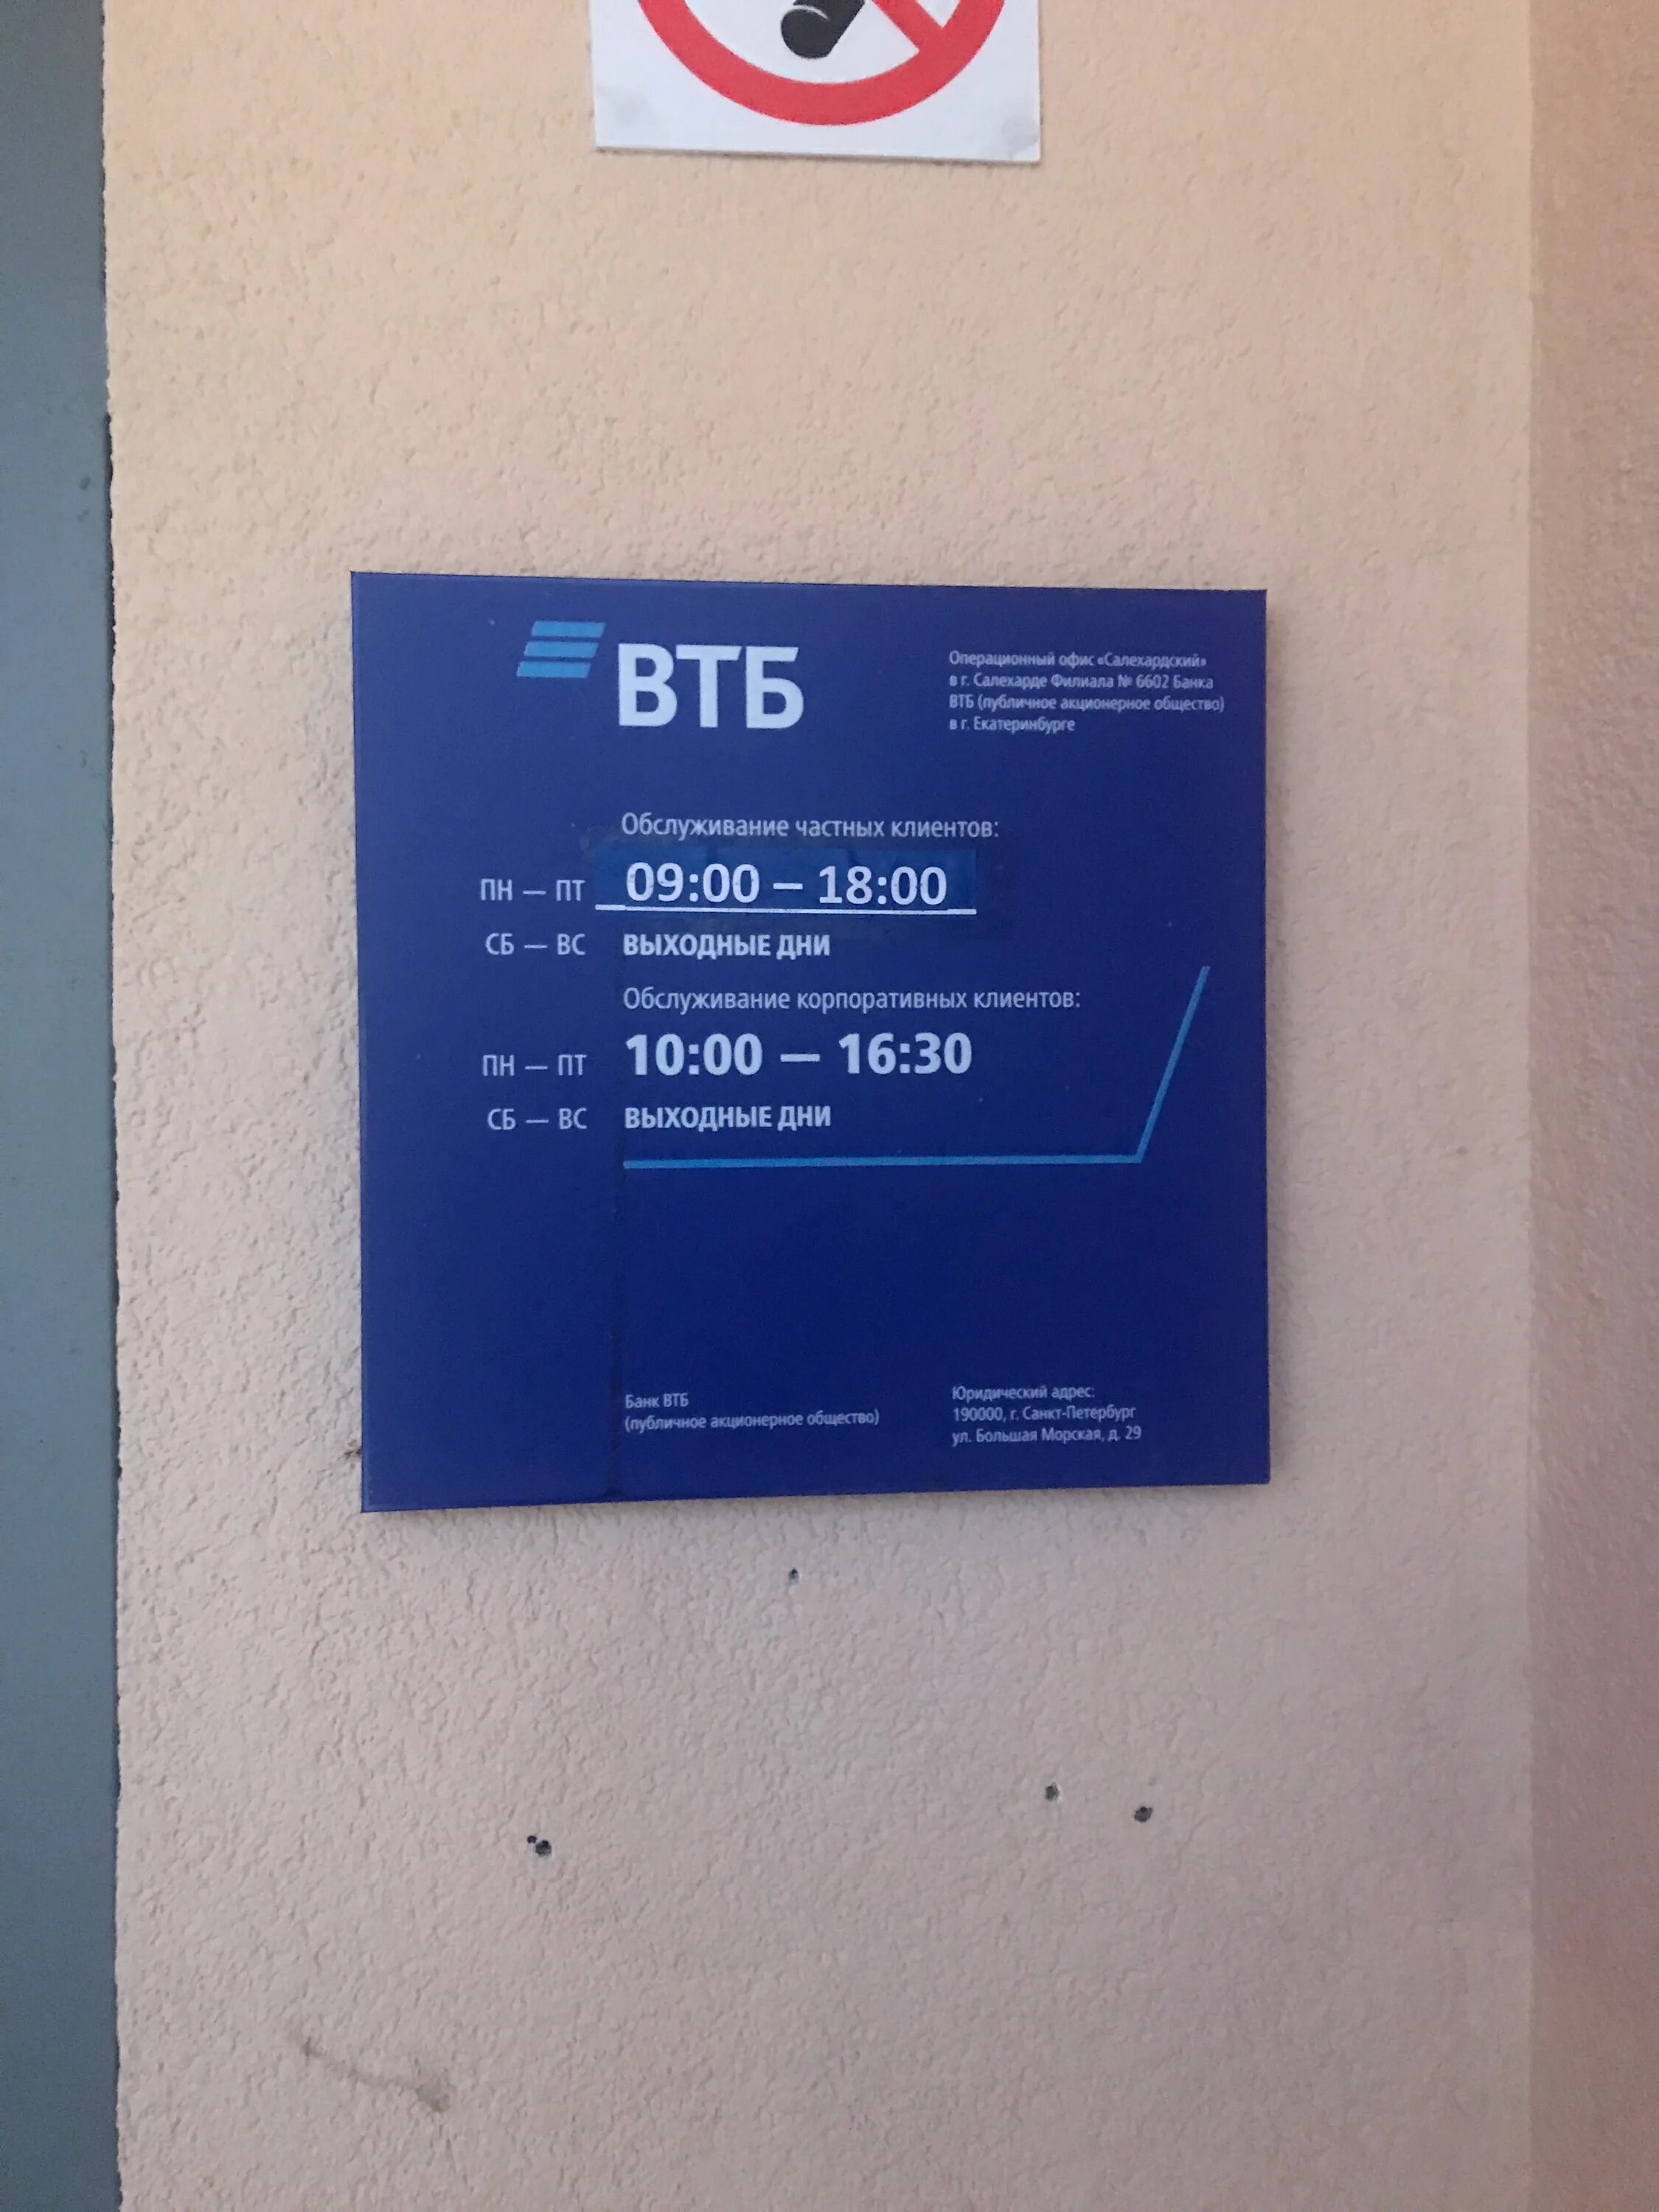 ВТБ
Операционный офис «Салехардский»
в г. Салехарде Филиала № 6602 Банка
ВТБ (публичное акционерное общество)
в г. Екатеринбурге
Обслуживание частных клиентов:
ПН — ПТ 09:00 – 18:00
СБ — ВС ВЫХОДНЫЕ ДНИ
Обслуживание корпоративных клиентов:
ПН — ПТ 10:00 — 16:30
СБ — ВС ВЫХОДНЫЕ ДНИ
Банк ВТБ
(публичное акционерное общество)
Юридический адрес:
190000, г. Санкт-Петербург
ул. Большая Морская, д. 29